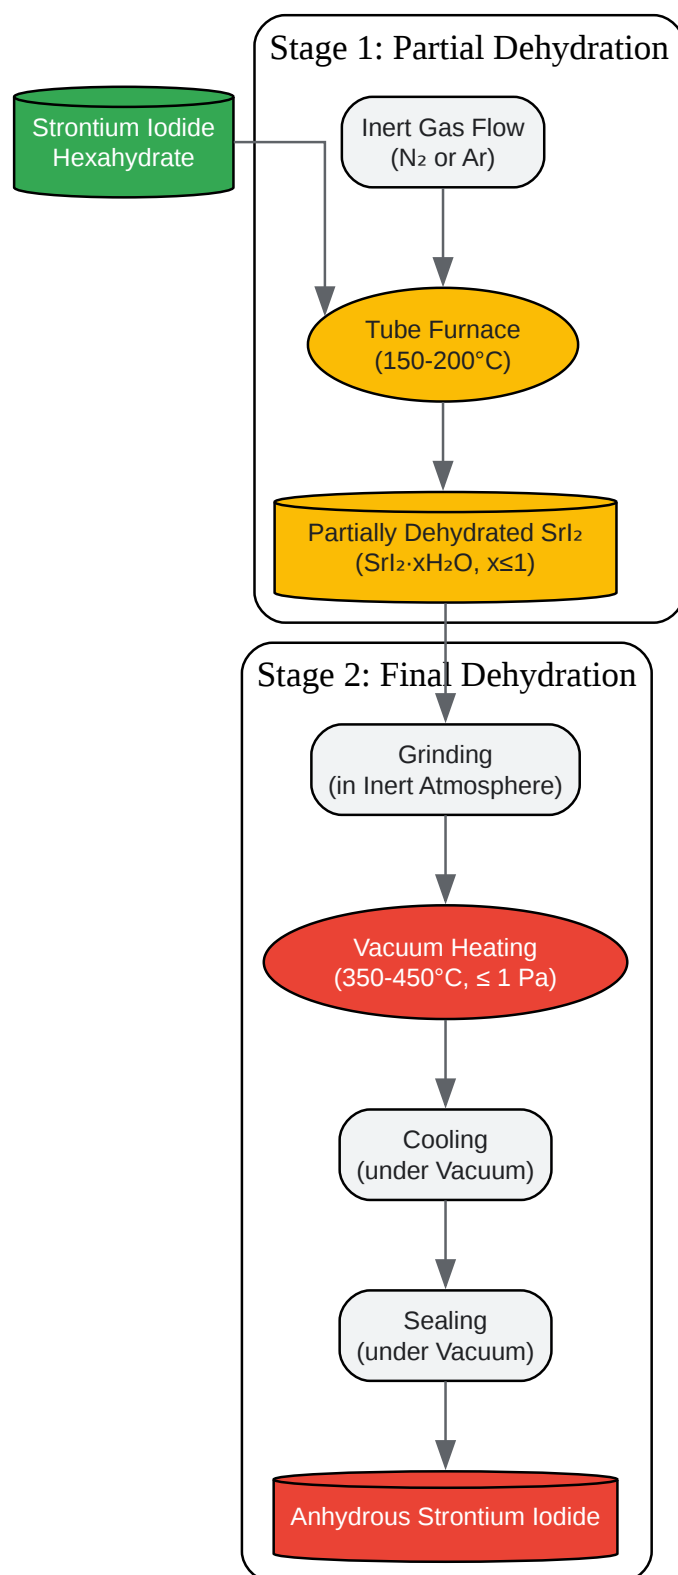 Stage 1: Partial Dehydration
Strontium Iodide
Hexahydrate
Inert Gas Flow
(N₂ or Ar)
Tube Furnace
(150-200°C)
Partially Dehydrated SrI₂
(SrI₂·xH₂O, x≤1)
Stage 2: Final Dehydration
Grinding
(in Inert Atmosphere)
Vacuum Heating
(350-450°C, ≤ 1 Pa)
Cooling
(under Vacuum)
Sealing
(under Vacuum)
Anhydrous Strontium Iodide